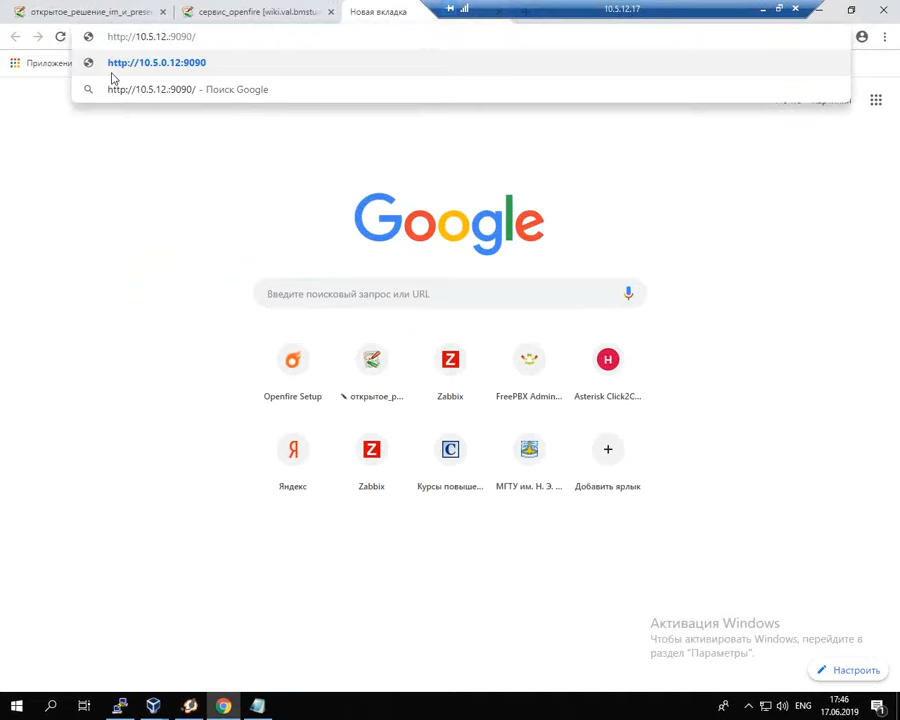 открытое_решение_im_и_prese
сервис_openfire [wiki.val.bmstu
Новая вкладка
10.5.12.17
http://10.5.12.:9090/
Приложени
http://10.5.0.12:9090
http://10.5.12.:9090/ - Поиск Google
Google
Введите поисковый запрос или URL
Openfire Setup
открытое_р...
Zabbix
FreePBX Admin...
Asterisk Click2C...
Яндекс
Zabbix
Курсы повыше...
МГТУ им. Н. Э. ...
Добавить ярлык
Активация Windows
Чтобы активировать Windows, перейдите в
раздел "Параметры".
Настроить
ENG
17:46
17.06.2019